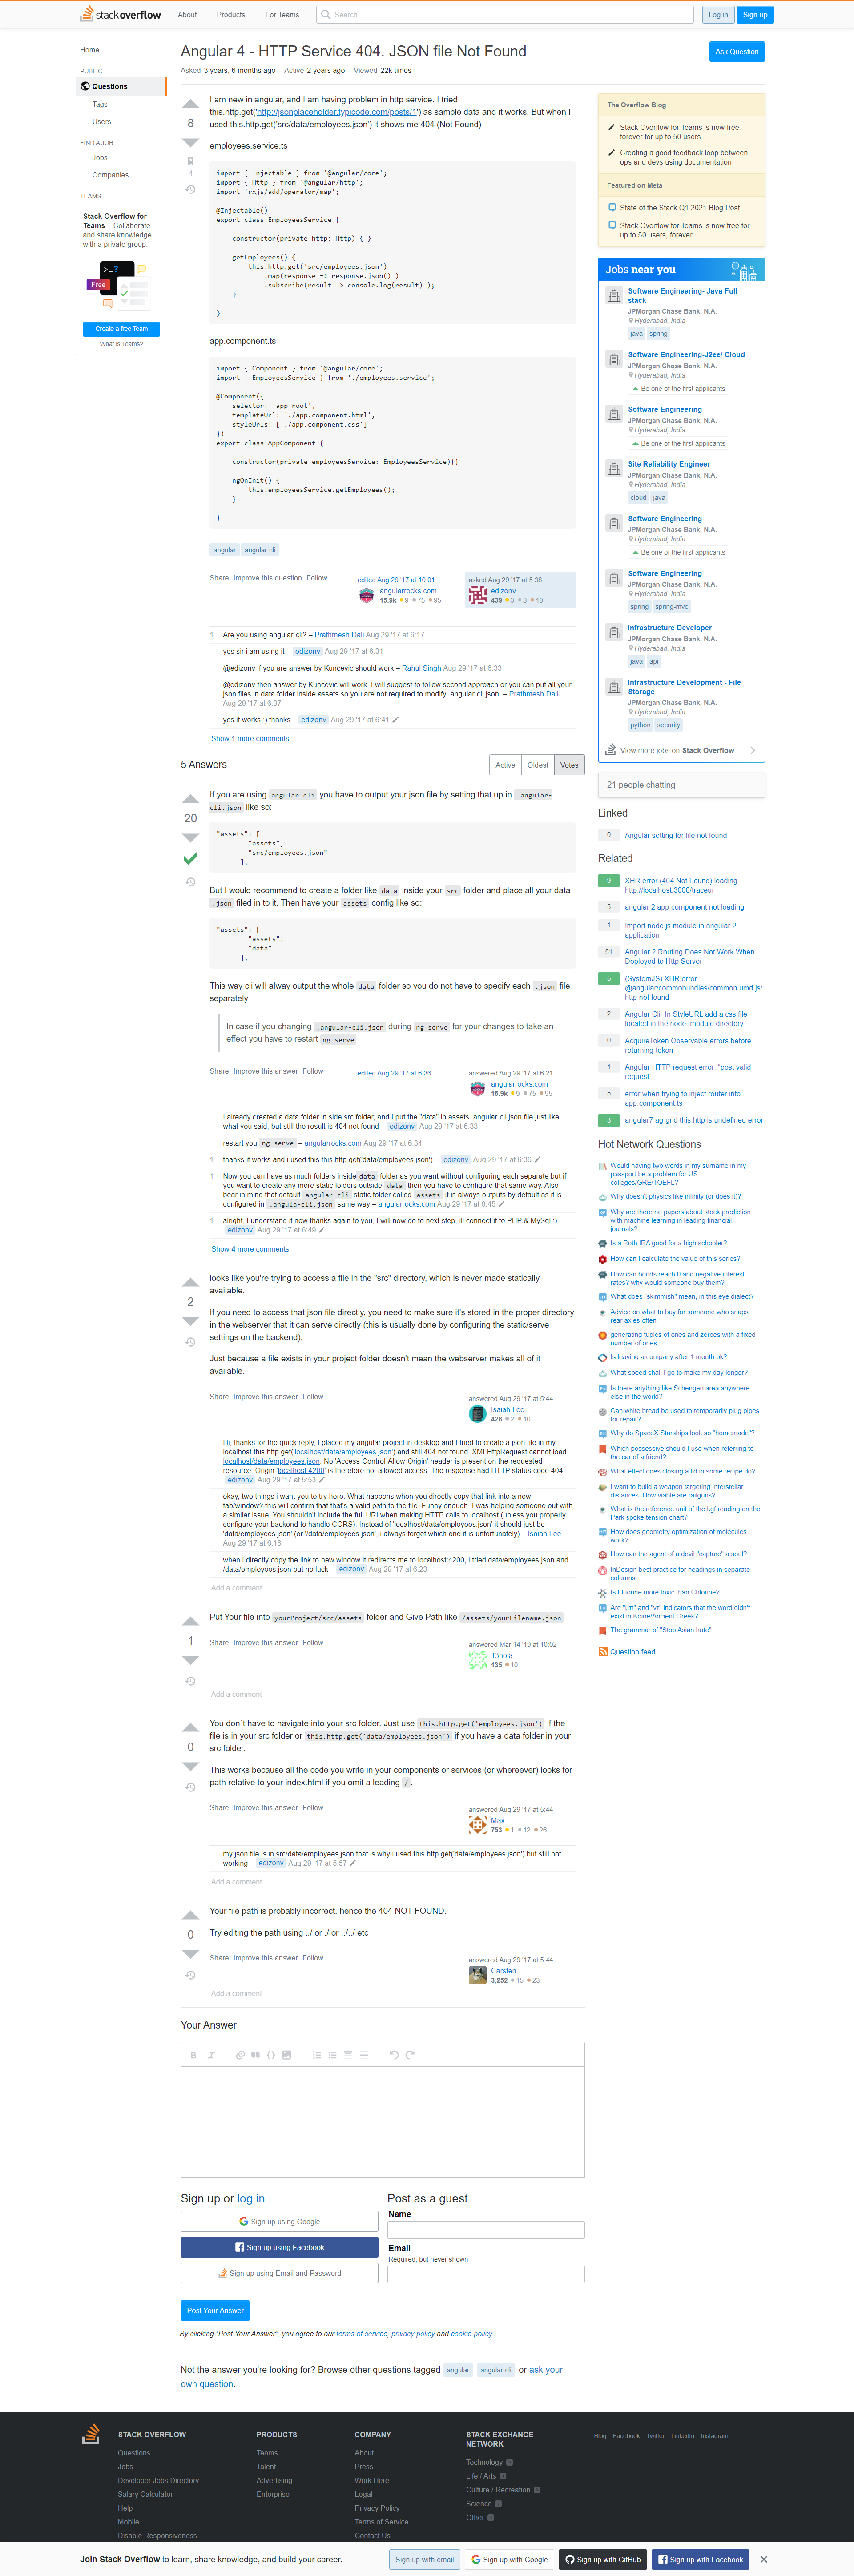 stackoverflow
About
Products
For Teams
Search…
Log in
Sign up
Home
PUBLIC
Questions
Tags
Users
FIND A JOB
Jobs
Companies
TEAMS
Stack Overflow for
Teams – Collaborate
and share knowledge
with a private group.
Free
Create a free Team
What is Teams?
Angular 4 - HTTP Service 404. JSON file Not Found
Ask Question
Asked 3 years, 6 months ago   Active 2 years ago   Viewed 22k times
8
4
I am new in angular, and I am having problem in http service. I tried
this.http.get('http://jsonplaceholder.typicode.com/posts/1') as sample data and it works. But when I
used this.http.get('src/data/employees.json') it shows me 404 (Not Found)
employees.service.ts
import { Injectable } from '@angular/core';
import { Http } from '@angular/http';
import 'rxjs/add/operator/map';
@Injectable()
export class EmployeesService {
constructor(private http: Http) { }
getEmployees() {
this.http.get('src/employees.json')
.map(response => response.json() )
.subscribe(result => console.log(result) );
}
}
app.component.ts
import { Component } from '@angular/core';
import { EmployeesService } from './employees.service';
@Component({
selector: 'app-root',
templateUrl: './app.component.html',
styleUrls: ['./app.component.css']
})
export class AppComponent {
constructor(private employeesService: EmployeesService){}
ngOnInit() {
this.employeesService.getEmployees();
}
}
angular angular-cli
Share Improve this question Follow
edited Aug 29 '17 at 10:01
angularrocks.com
15.9k 9 75 95
asked Aug 29 '17 at 5:38
edizonv
439 3 8 18
1 Are you using angular-cli? – Prathmesh Dali Aug 29 '17 at 6:17
yes sir i am using it – edizonv Aug 29 '17 at 6:31
@edizonv if you are answer by Kuncevic should work – Rahul Singh Aug 29 '17 at 6:33
@edizonv then answer by Kuncevic will work. I will suggest to follow second approach or you can put all your
json files in data folder inside assets so you are not required to modify .angular-cli.json. – Prathmesh Dali
Aug 29 '17 at 6:37
yes it works :) thanks – edizonv Aug 29 '17 at 6:41
Show 1 more comments
5 Answers
Active Oldest Votes
20
If you are using angular cli you have to output your json file by setting that up in .angular-
cli.json like so:
"assets": [
"assets",
"src/employees.json"
],
But I would recommend to create a folder like data inside your src folder and place all your data
.json filed in to it. Then have your assets config like so:
"assets": [
"assets",
"data"
],
This way cli will alway output the whole data folder so you do not have to specify each .json file
separately
In case if you changing .angular-cli.json during ng serve for your changes to take an
effect you have to restart ng serve
Share Improve this answer Follow
edited Aug 29 '17 at 6:36
answered Aug 29 '17 at 6:21
angularrocks.com
15.9k 9 75 95
I already created a data folder in side src folder, and I put the "data" in assets .angular-cli.json file just like
what you said, but still the result is 404 not found – edizonv Aug 29 '17 at 6:33
restart you ng serve – angularrocks.com Aug 29 '17 at 6:34
1 thanks it works and i used this this.http.get('data/employees.json') – edizonv Aug 29 '17 at 6:36
1 Now you can have as much folders inside data folder as you want without configuring each separate but if
you want to create any more static folders outside data then you have to configure that same way. Also
bear in mind that default angular-cli static folder called assets it is always outputs by default as it is
configured in .angula-cli.json same way – angularrocks.com Aug 29 '17 at 6:45
1 alright, I understand it now thanks again to you, I will now go to next step, ill connect it to PHP & MySql :) –
edizonv Aug 29 '17 at 6:49
Show 4 more comments
2
looks like you're trying to access a file in the "src" directory, which is never made statically
available.
If you need to access that json file directly, you need to make sure it's stored in the proper directory
in the webserver that it can serve directly (this is usually done by configuring the static/serve
settings on the backend).
Just because a file exists in your project folder doesn't mean the webserver makes all of it
available.
Share Improve this answer Follow
answered Aug 29 '17 at 5:44
Isaiah Lee
428 2 10
Hi, thanks for the quick reply, I placed my angular project in desktop and I tried to create a json file in my
localhost this.http.get('localhost/data/employees.json') and still 404 not found. XMLHttpRequest cannot load
localhost/data/employees.json. No 'Access-Control-Allow-Origin' header is present on the requested
resource. Origin 'localhost:4200' is therefore not allowed access. The response had HTTP status code 404. –
edizonv Aug 29 '17 at 5:53
okay, two things i want you to try here. What happens when you directly copy that link into a new
tab/window? this will confirm that that's a valid path to the file. Funny enough, I was helping someone out with
a similar issue. You shouldn't include the full URI when making HTTP calls to localhost (unless you properly
configure your backend to handle CORS). Instead of 'localhost/data/employees.json' it should just be
'data/employees.json' (or '/data/employees.json', i always forget which one it is unfortunately) – Isaiah Lee
Aug 29 '17 at 6:18
when i directly copy the link to new window it redirects me to localhost:4200, i tried data/employees.json and
/data/employees.json but no luck – edizonv Aug 29 '17 at 6:23
Add a comment
1
Put Your file into yourProject/src/assets folder and Give Path like /assets/yourFilename.json
Share Improve this answer Follow
answered Mar 14 '19 at 10:02
13hola
135 10
Add a comment
0
You don´t have to navigate into your src folder. Just use this.http.get('employees.json') if the
file is in your src folder or this.http.get('data/employees.json') if you have a data folder in your
src folder.
This works because all the code you write in your components or services (or whereever) looks for
path relative to your index.html if you omit a leading /.
Share Improve this answer Follow
answered Aug 29 '17 at 5:44
Max
753 1 12 26
my json file is in src/data/employees.json that is why i used this.http.get('data/employees.json') but still not
working – edizonv Aug 29 '17 at 5:57
Add a comment
0
Your file path is probably incorrect. hence the 404 NOT FOUND.
Try editing the path using ../ or ./ or ../../ etc
Share Improve this answer Follow
answered Aug 29 '17 at 5:44
Carsten
3,252 15 23
Add a comment
Your Answer
Sign up or log in
Sign up using Google
Sign up using Facebook
Sign up using Email and Password
Post as a guest
Name
Email
Required, but never shown
Post Your Answer
By clicking "Post Your Answer", you agree to our terms of service, privacy policy and cookie policy
Not the answer you're looking for? Browse other questions tagged angular angular-cli or ask your
own question.
The Overflow Blog
Stack Overflow for Teams is now free
forever for up to 50 users
Creating a good feedback loop between
ops and devs using documentation
Featured on Meta
State of the Stack Q1 2021 Blog Post
Stack Overflow for Teams is now free for
up to 50 users, forever
Jobs near you
Software Engineering- Java Full
stack
JPMorgan Chase Bank, N.A.
Hyderabad, India
java spring
Software Engineering-J2ee/ Cloud
JPMorgan Chase Bank, N.A.
Hyderabad, India
Be one of the first applicants
Software Engineering
JPMorgan Chase Bank, N.A.
Hyderabad, India
Be one of the first applicants
Site Reliability Engineer
JPMorgan Chase Bank, N.A.
Hyderabad, India
cloud java
Software Engineering
JPMorgan Chase Bank, N.A.
Hyderabad, India
Be one of the first applicants
Software Engineering
JPMorgan Chase Bank, N.A.
Hyderabad, India
spring spring-mvc
Infrastructure Developer
JPMorgan Chase Bank, N.A.
Hyderabad, India
java api
Infrastructure Development - File
Storage
JPMorgan Chase Bank, N.A.
Hyderabad, India
python security
View more jobs on Stack Overflow
21 people chatting
Linked
0 Angular setting for file not found
Related
9 XHR error (404 Not Found) loading
http://localhost:3000/traceur
5 angular 2 app component not loading
1 Import node js module in angular 2
application
51 Angular 2 Routing Does Not Work When
Deployed to Http Server
5 (SystemJS) XHR error
@angular/commobundles/common.umd.js/
http not found
2 Angular Cli- In StyleURL add a css file
located in the node_module directory
0 AcquireToken Observable errors before
returning token
1 Angular HTTP request error: "post valid
request"
5 error when trying to inject router into
app.component.ts
3 angular7 ag-grid this.http is undefined error
Hot Network Questions
Would having two words in my surname in my
passport be a problem for US
colleges/GRE/TOEFL?
Why doesn't physics like infinity (or does it)?
Why are there no papers about stock prediction
with machine learning in leading financial
journals?
Is a Roth IRA good for a high schooler?
How can I calculate the value of this series?
How can bonds reach 0 and negative interest
rates? why would someone buy them?
What does "skimmish" mean, in this eye dialect?
Advice on what to buy for someone who snaps
rear axles often
generating tuples of ones and zeroes with a fixed
number of ones.
Is leaving a company after 1 month ok?
What speed shall I go to make my day longer?
Is there anything like Schengen area anywhere
else in the world?
Can white bread be used to temporarily plug pipes
for repair?
Why do SpaceX Starships look so "homemade"?
Which possessive should I use when referring to
the car of a friend?
What effect does closing a lid in some recipe do?
I want to build a weapon targeting Interstellar
distances. How viable are railguns?
What is the reference unit of the kgf reading on the
Park spoke tension chart?
How does geometry optimization of molecules
work?
How can the agent of a devil "capture" a soul?
InDesign best practice for headings in separate
columns
Is Fluorine more toxic than Chlorine?
Are "μπ" and "ντ" indicators that the word didn't
exist in Koine/Ancient Greek?
The grammar of "Stop Asian hate"
Question feed
STACK OVERFLOW
Questions
Jobs
Developer Jobs Directory
Salary Calculator
Help
Mobile
Disable Responsiveness
PRODUCTS
Teams
Talent
Advertising
Enterprise
COMPANY
About
Press
Work Here
Legal
Privacy Policy
Terms of Service
Contact Us
STACK EXCHANGE
NETWORK
Technology
Life / Arts
Culture / Recreation
Science
Other
Blog Facebook Twitter LinkedIn Instagram
Join Stack Overflow to learn, share knowledge, and build your career.
Sign up with email
Sign up with Google
Sign up with GitHub
Sign up with Facebook